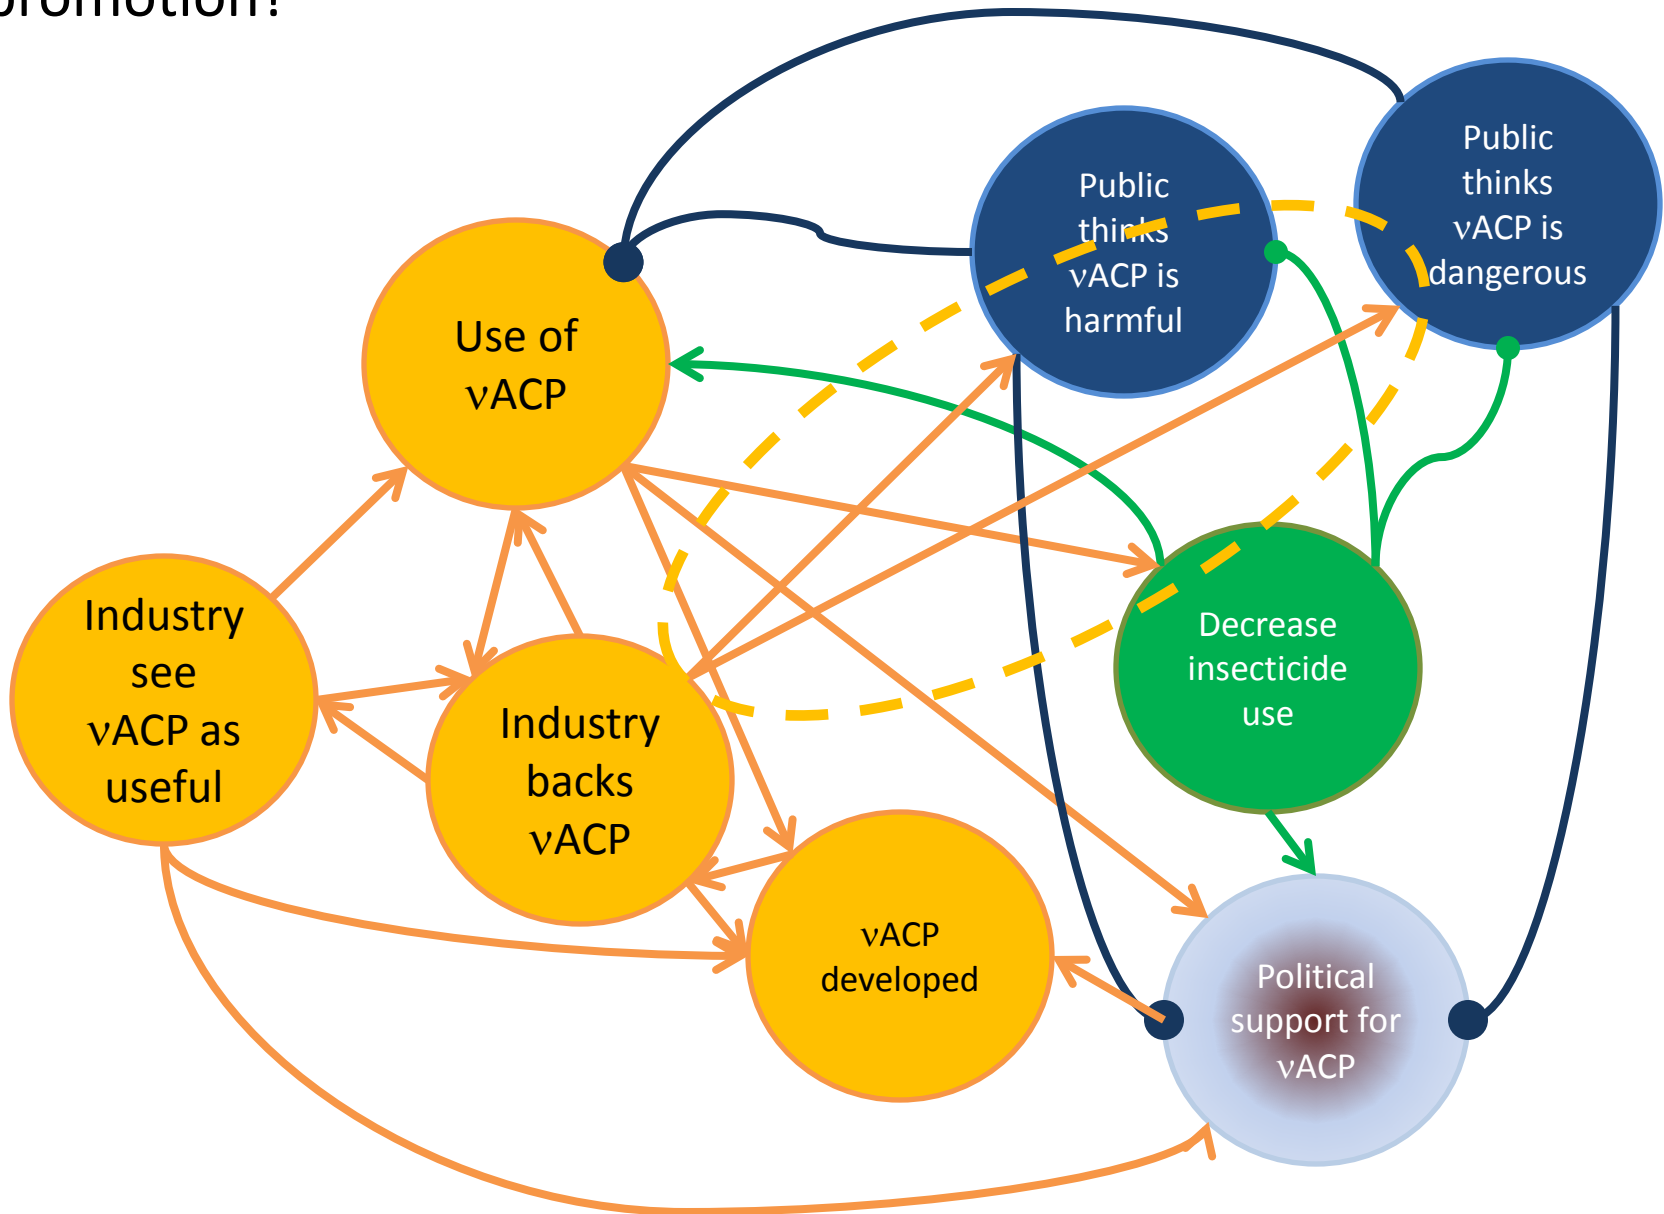 promotion?
Public
thinks
νACP is
dangerous
Public
thinks
νACP is
harmful
Use of
νACP
Industry
see
νACP as
useful
Decrease
insecticide
use
Industry
backs
νACP
νACP
developed
Political
support for
νACP